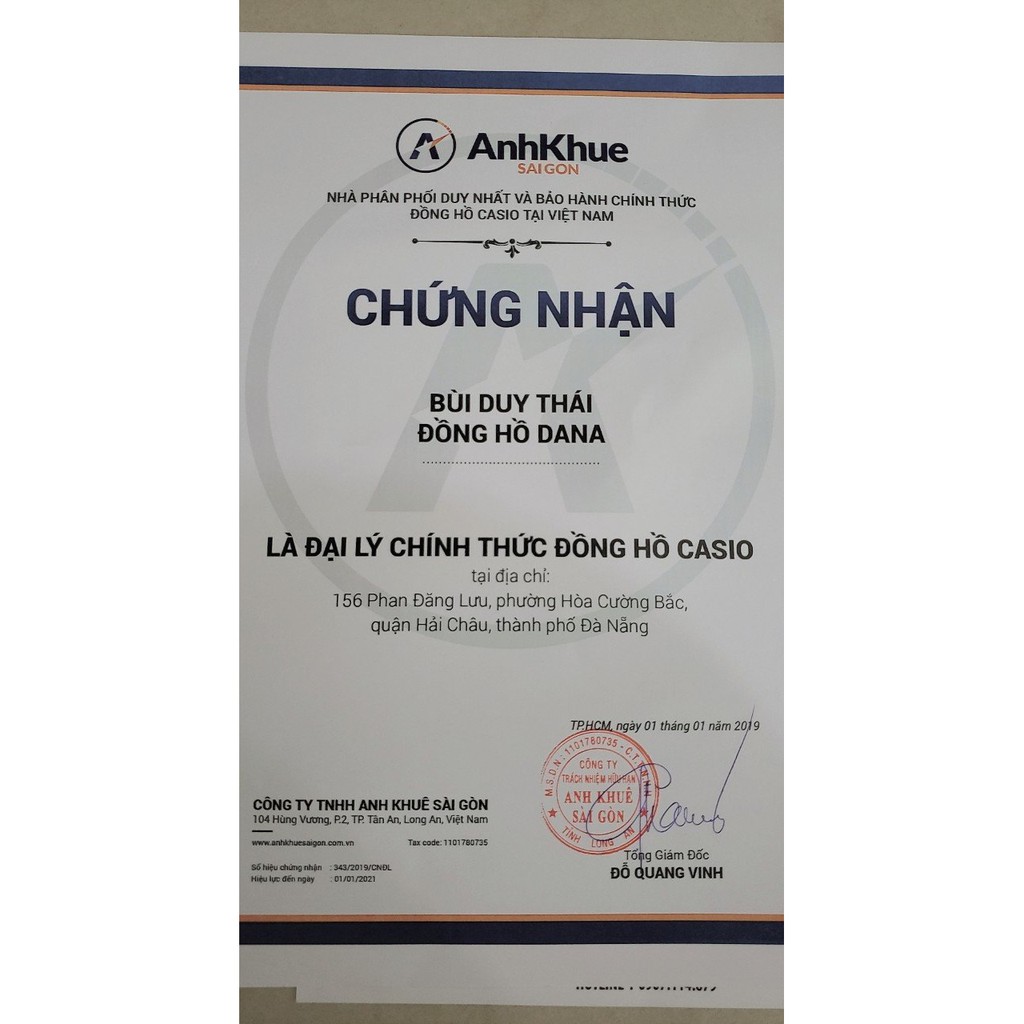 AnhKhue
SAIGON
NHÀ PHÂN PHỐI DUY NHẤT VÀ BẢO HÀNH CHÍNH THỨC
ĐỒNG HỒ CASIO TẠI VIỆT NAM
CHỨNG NHẬN
BÙI DUY THÁI
ĐỒNG HỒ DANA
LÀ ĐẠI LÝ CHÍNH THỨC ĐỒNG HỒ CASIO
tại địa chỉ:
156 Phan Đăng Lưu, phường Hòa Cường Bắc,
quận Hải Châu, thành phố Đà Nẵng
TP.HCM, ngày 01 tháng 01 năm 2019
M.S.D.N: 1101780735 - C.T.T.N.H.H
CÔNG TY
TRÁCH NHIỆM HỮU HẠN
ANH KHUÊ
SÀI GÒN
TỈNH LONG AN
CÔNG TY TNHH ANH KHUÊ SÀI GÒN
104 Hùng Vương, P.2, TP. Tân An, Long An, Việt Nam
www.anhkhuesaigon.com.vn Tax code: 1101780735
Số hiệu chứng nhận : 343/2019/CNĐL
Hiệu lực đến ngày : 01/01/2021
Tổng Giám Đốc
ĐỖ QUANG VINH